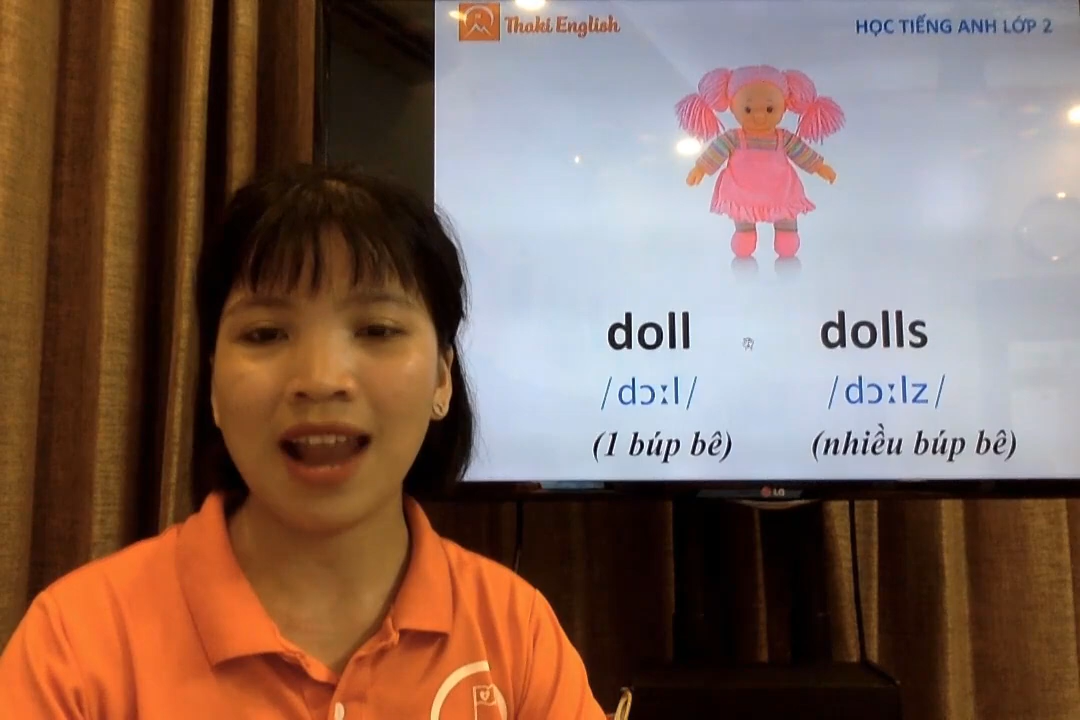 Thaki English
HỌC TIẾNG ANH LỚP 2
doll
dolls
/dɔːl/
/dɔːlz/
(1 búp bê)
(nhiều búp bê)
LG